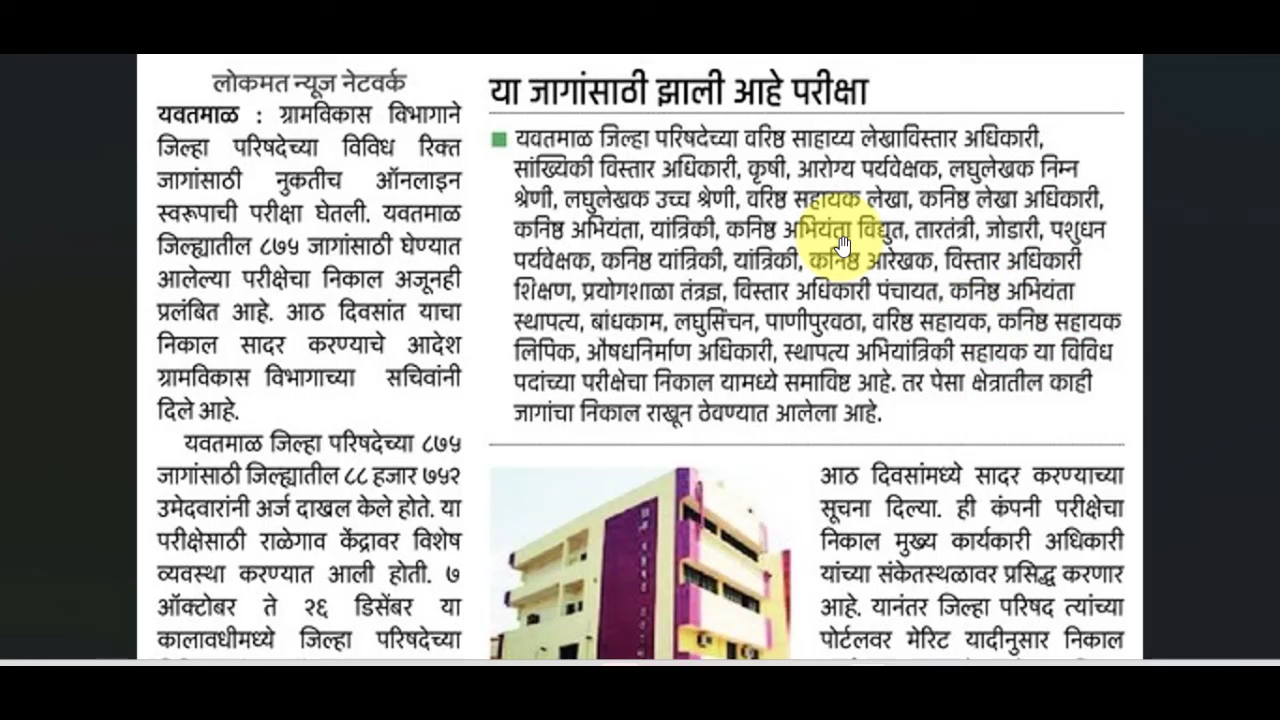 लोकमत न्यूज नेटवर्क
यवतमाळ : ग्रामविकास विभागाने
जिल्हा परिषदेच्या विविध रिक्त
जागांसाठी नुकतीच ऑनलाइन
स्वरूपाची परीक्षा घेतली. यवतमाळ
जिल्ह्यातील ८७५ जागांसाठी घेण्यात
आलेल्या परीक्षेचा निकाल अजूनही
प्रलंबित आहे. आठ दिवसांत याचा
निकाल सादर करण्याचे आदेश
ग्रामविकास विभागाच्या सचिवांनी
दिले आहे.
यवतमाळ जिल्हा परिषदेच्या ८७५
जागांसाठी जिल्ह्यातील ८८ हजार ७५२
उमेदवारांनी अर्ज दाखल केले होते. या
परीक्षेसाठी राळेगाव केंद्रावर विशेष
व्यवस्था करण्यात आली होती. ७
ऑक्टोबर ते २६ डिसेंबर या
कालावधीमध्ये जिल्हा परिषदेच्या
या जागांसाठी झाली आहे परीक्षा
यवतमाळ जिल्हा परिषदेच्या वरिष्ठ साहाय्य लेखाविस्तार अधिकारी,
सांख्यिकी विस्तार अधिकारी, कृषी, आरोग्य पर्यवेक्षक, लघुलेखक निम्न
श्रेणी, लघुलेखक उच्च श्रेणी, वरिष्ठ सहायक लेखा, कनिष्ठ लेखा अधिकारी,
कनिष्ठ अभियंता, यांत्रिकी, कनिष्ठ अभियंता विद्युत, तारतंत्री, जोडारी, पशुधन
पर्यवेक्षक, कनिष्ठ यांत्रिकी, यांत्रिकी, कनिष्ठ आरेखक, विस्तार अधिकारी
शिक्षण, प्रयोगशाळा तंत्रज्ञ, विस्तार अधिकारी पंचायत, कनिष्ठ अभियंता
स्थापत्य, बांधकाम, लघुसिंचन, पाणीपुरवठा, वरिष्ठ सहायक, कनिष्ठ सहायक
लिपिक, औषधनिर्माण अधिकारी, स्थापत्य अभियांत्रिकी सहायक या विविध
पदांच्या परीक्षेचा निकाल यामध्ये समाविष्ट आहे. तर पेसा क्षेत्रातील काही
जागांचा निकाल राखून ठेवण्यात आलेला आहे.
आठ दिवसांमध्ये सादर करण्याच्या
सूचना दिल्या. ही कंपनी परीक्षेचा
निकाल मुख्य कार्यकारी अधिकारी
यांच्या संकेतस्थळावर प्रसिद्ध करणार
आहे. यानंतर जिल्हा परिषद त्यांच्या
पोर्टलवर मेरिट यादीनुसार निकाल